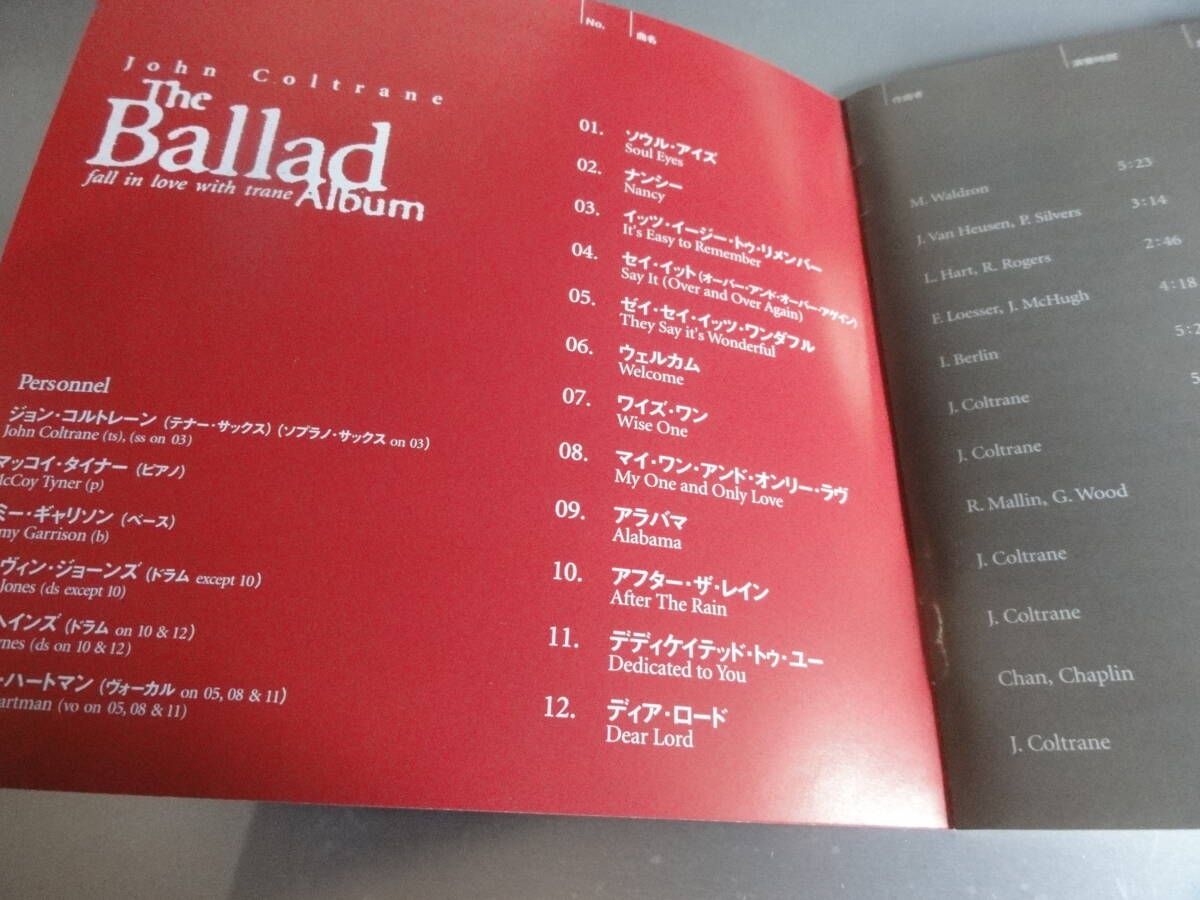 John Coltrane
The
Ballad
fall in love with trane Album
Personnel
ジョン・コルトレーン (テナー・サックス) (ソプラノ・サックス on 03)
John Coltrane (ts), (ss on 03)
マッコイ・タイナー (ピアノ)
McCoy Tyner (p)
ミー・ギャリソン (ベース)
my Garrison (b)
ヴィン・ジョーンズ (ドラム except 10)
Jones (ds except 10)
ヘインズ (ドラム on 10 & 12)
ynes (ds on 10 & 12)
・ハートマン (ヴォーカル on 05, 08 & 11)
artman (vo on 05, 08 & 11)
No. 曲名
01. ソウル・アイズ
Soul Eyes
02. ナンシー
Nancy
03. イッツ・イージー・トゥ・リメンバー
It's Easy to Remember
04. セイ・イット (オーバー・アンド・オーバー・アゲイン)
Say It (Over and Over Again)
05. ゼイ・セイ・イッツ・ワンダフル
They Say it's Wonderful
06. ウェルカム
Welcome
07. ワイズ・ワン
Wise One
08. マイ・ワン・アンド・オンリー・ラヴ
My One and Only Love
09. アラバマ
Alabama
10. アフター・ザ・レイン
After The Rain
11. デディケイテッド・トゥ・ユー
Dedicated to You
12. ディア・ロード
Dear Lord
作曲者 演奏時間
M. Waldron 5:23
J. Van Heusen, P. Silvers 3:14
L. Hart, R. Rogers 2:46
F. Loesser, J. McHugh 4:18
I. Berlin 5:2
J. Coltrane 5
J. Coltrane
R. Mallin, G. Wood
J. Coltrane
J. Coltrane
Chan, Chaplin
J. Coltrane